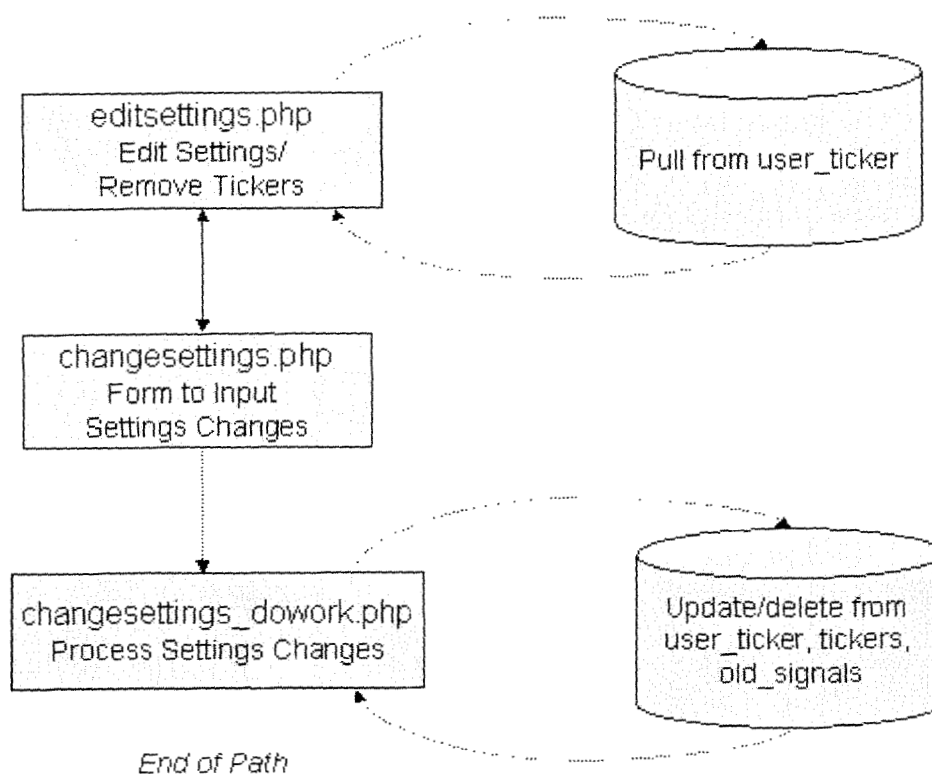 editsettings.php
Edit Settings/
Remove Tickers
Pull from user_ticker
changesettings.php
Form to Input
Settings Changes
changesettings_dowork.php
Process Settings Changes
Update/delete from
user_ticker, tickers,
old_signals
End of Path